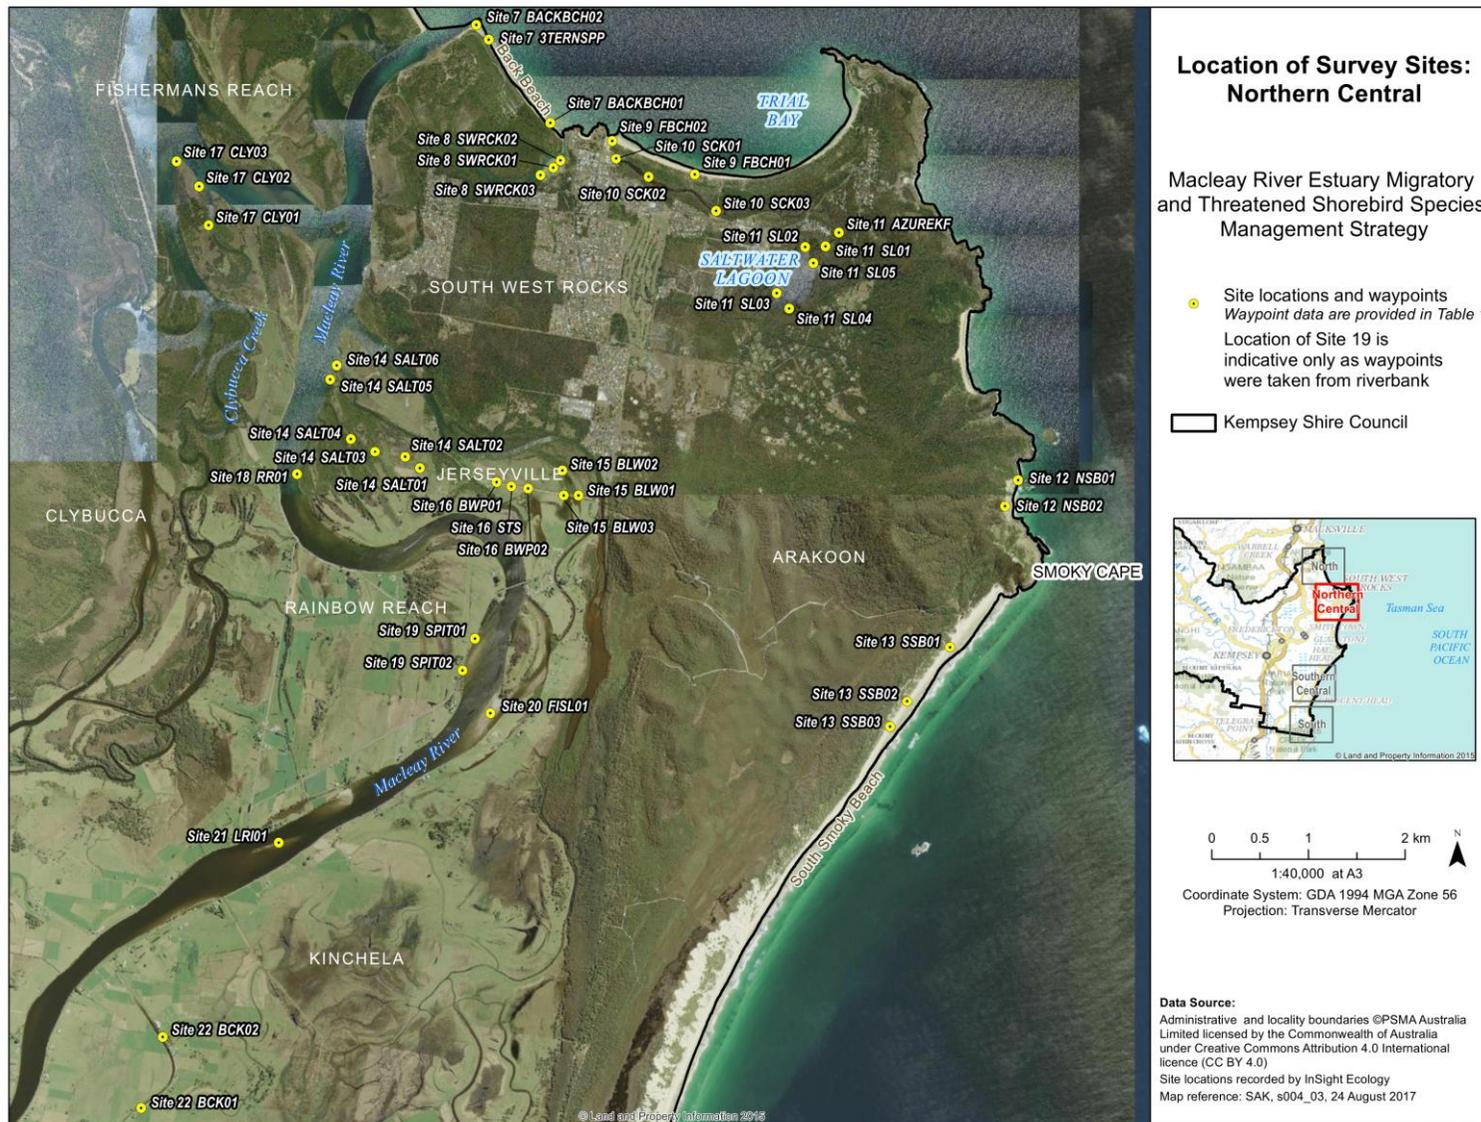 Site 7 BACKBCH02
Site 7 3TERNSPP
Back Beach
FISHERMANS REACH
TRIAL
BAY
Site 7 BACKBCH01
Site 9 FBCH02
Site 8 SWRCK02
Site 10 SCK01
Site 17 CLY03
Site 8 SWRCK01
Site 9 FBCH01
Site 17 CLY02
Site 8 SWRCK03
Site 10 SCK02
Site 10 SCK03
Site 17 CLY01
Site 11 AZUREKF
Site 11 SL02
Site 11 SL01
SALTWATER
LAGOON
Site 11 SL05
Macleay River
SOUTH WEST ROCKS
Site 11 SL03
Site 11 SL04
Clybucca Creek
Site 14 SALT06
Site 14 SALT05
Site 14 SALT04
Site 14 SALT02
Site 14 SALT03
Site 15 BLW02
Site 18 RR01
JERSEYVILLE
Site 14 SALT01
Site 12 NSB01
Site 15 BLW01
Site 16 BWP01
Site 12 NSB02
CLYBUCCA
Site 16 STS
Site 15 BLW03
Site 16 BWP02
ARAKOON
SMOKY CAPE
RAINBOW REACH
Site 19 SPIT01
Site 13 SSB01
Site 19 SPIT02
Site 13 SSB02
Site 20 FISL01
Site 13 SSB03
Macleay River
South Smoky Beach
Site 21 LRI01
KINCHELA
Site 22 BCK02
Site 22 BCK01
© Land and Property Information 2015
Location of Survey Sites:
Northern Central
Macleay River Estuary Migratory
and Threatened Shorebird Species
Management Strategy
Site locations and waypoints
Waypoint data are provided in Table
Location of Site 19 is
indicative only as waypoints
were taken from riverbank
Kempsey Shire Council
MACKSVILLE
WARRELL
CREEK
NGAMBAA
Nature
North
SOUTH WEST
ROCKS
Northern
Central
Tasman Sea
RIVER
FREDERICKTON
KEMPSEY
SOUTH
PACIFIC
OCEAN
Southern
Central
South
© Land and Property Information 2015
0 0.5 1 2 km
N
1:40,000 at A3
Coordinate System: GDA 1994 MGA Zone 56
Projection: Transverse Mercator
Data Source:
Administrative and locality boundaries ©PSMA Australia
Limited licensed by the Commonwealth of Australia
under Creative Commons Attribution 4.0 International
licence (CC BY 4.0)
Site locations recorded by InSight Ecology
Map reference: SAK, s004_03, 24 August 2017